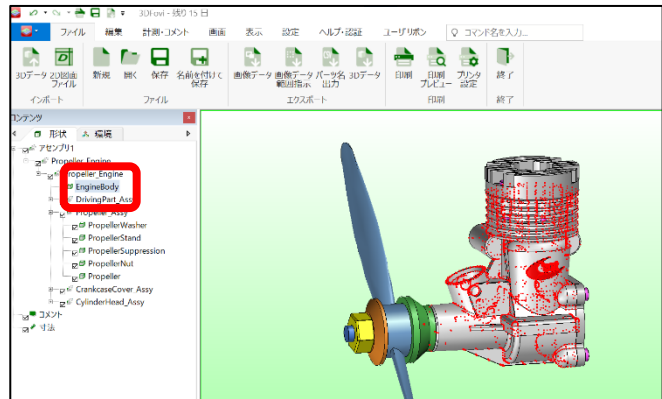 3DFovi - 残り 15 日
ファイル 編集 計測・コメント 画面 表示 設定 ヘルプ・認証 ユーザリボン コマンド名を入力...
3Dデータ 2D図面ファイル 新規 開く 保存 名前を付けて保存 画像データ 画像データ範囲指示 パーツ名出力 3Dデータ 印刷 印刷プレビュー プリンタ設定 終了
インポート ファイル エクスポート 印刷 終了
コンテンツ
形状 環境
アセンブリ1
Propeller_Engine
Propeller_Engine
EngineBody
DrivingPart_Assy
Propeller_Assy
PropellerWasher
PropellerStand
PropellerSuppression
PropellerNut
Propeller
CrankcaseCover_Assy
CylinderHead_Assy
コメント
寸法